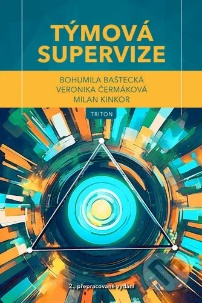 TÝMOVÁ
SUPERVIZE
BOHUMILA BAŠTECKÁ
VERONIKA ČERMÁKOVÁ
MILAN KINKOR
TRITON
2., přepracované vydání